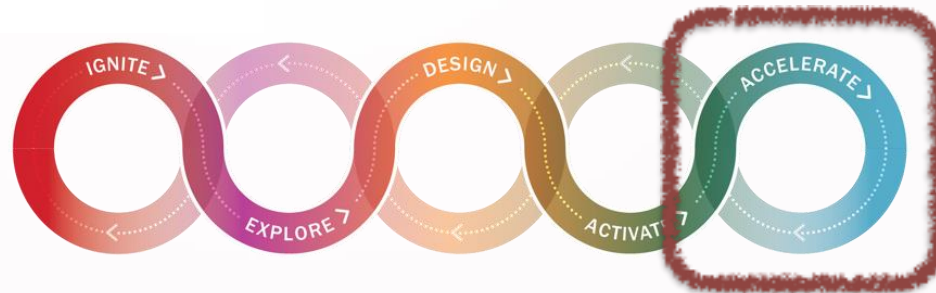 IGNITE
EXPLORE
DESIGN
ACTIVAT
ACCELERATE